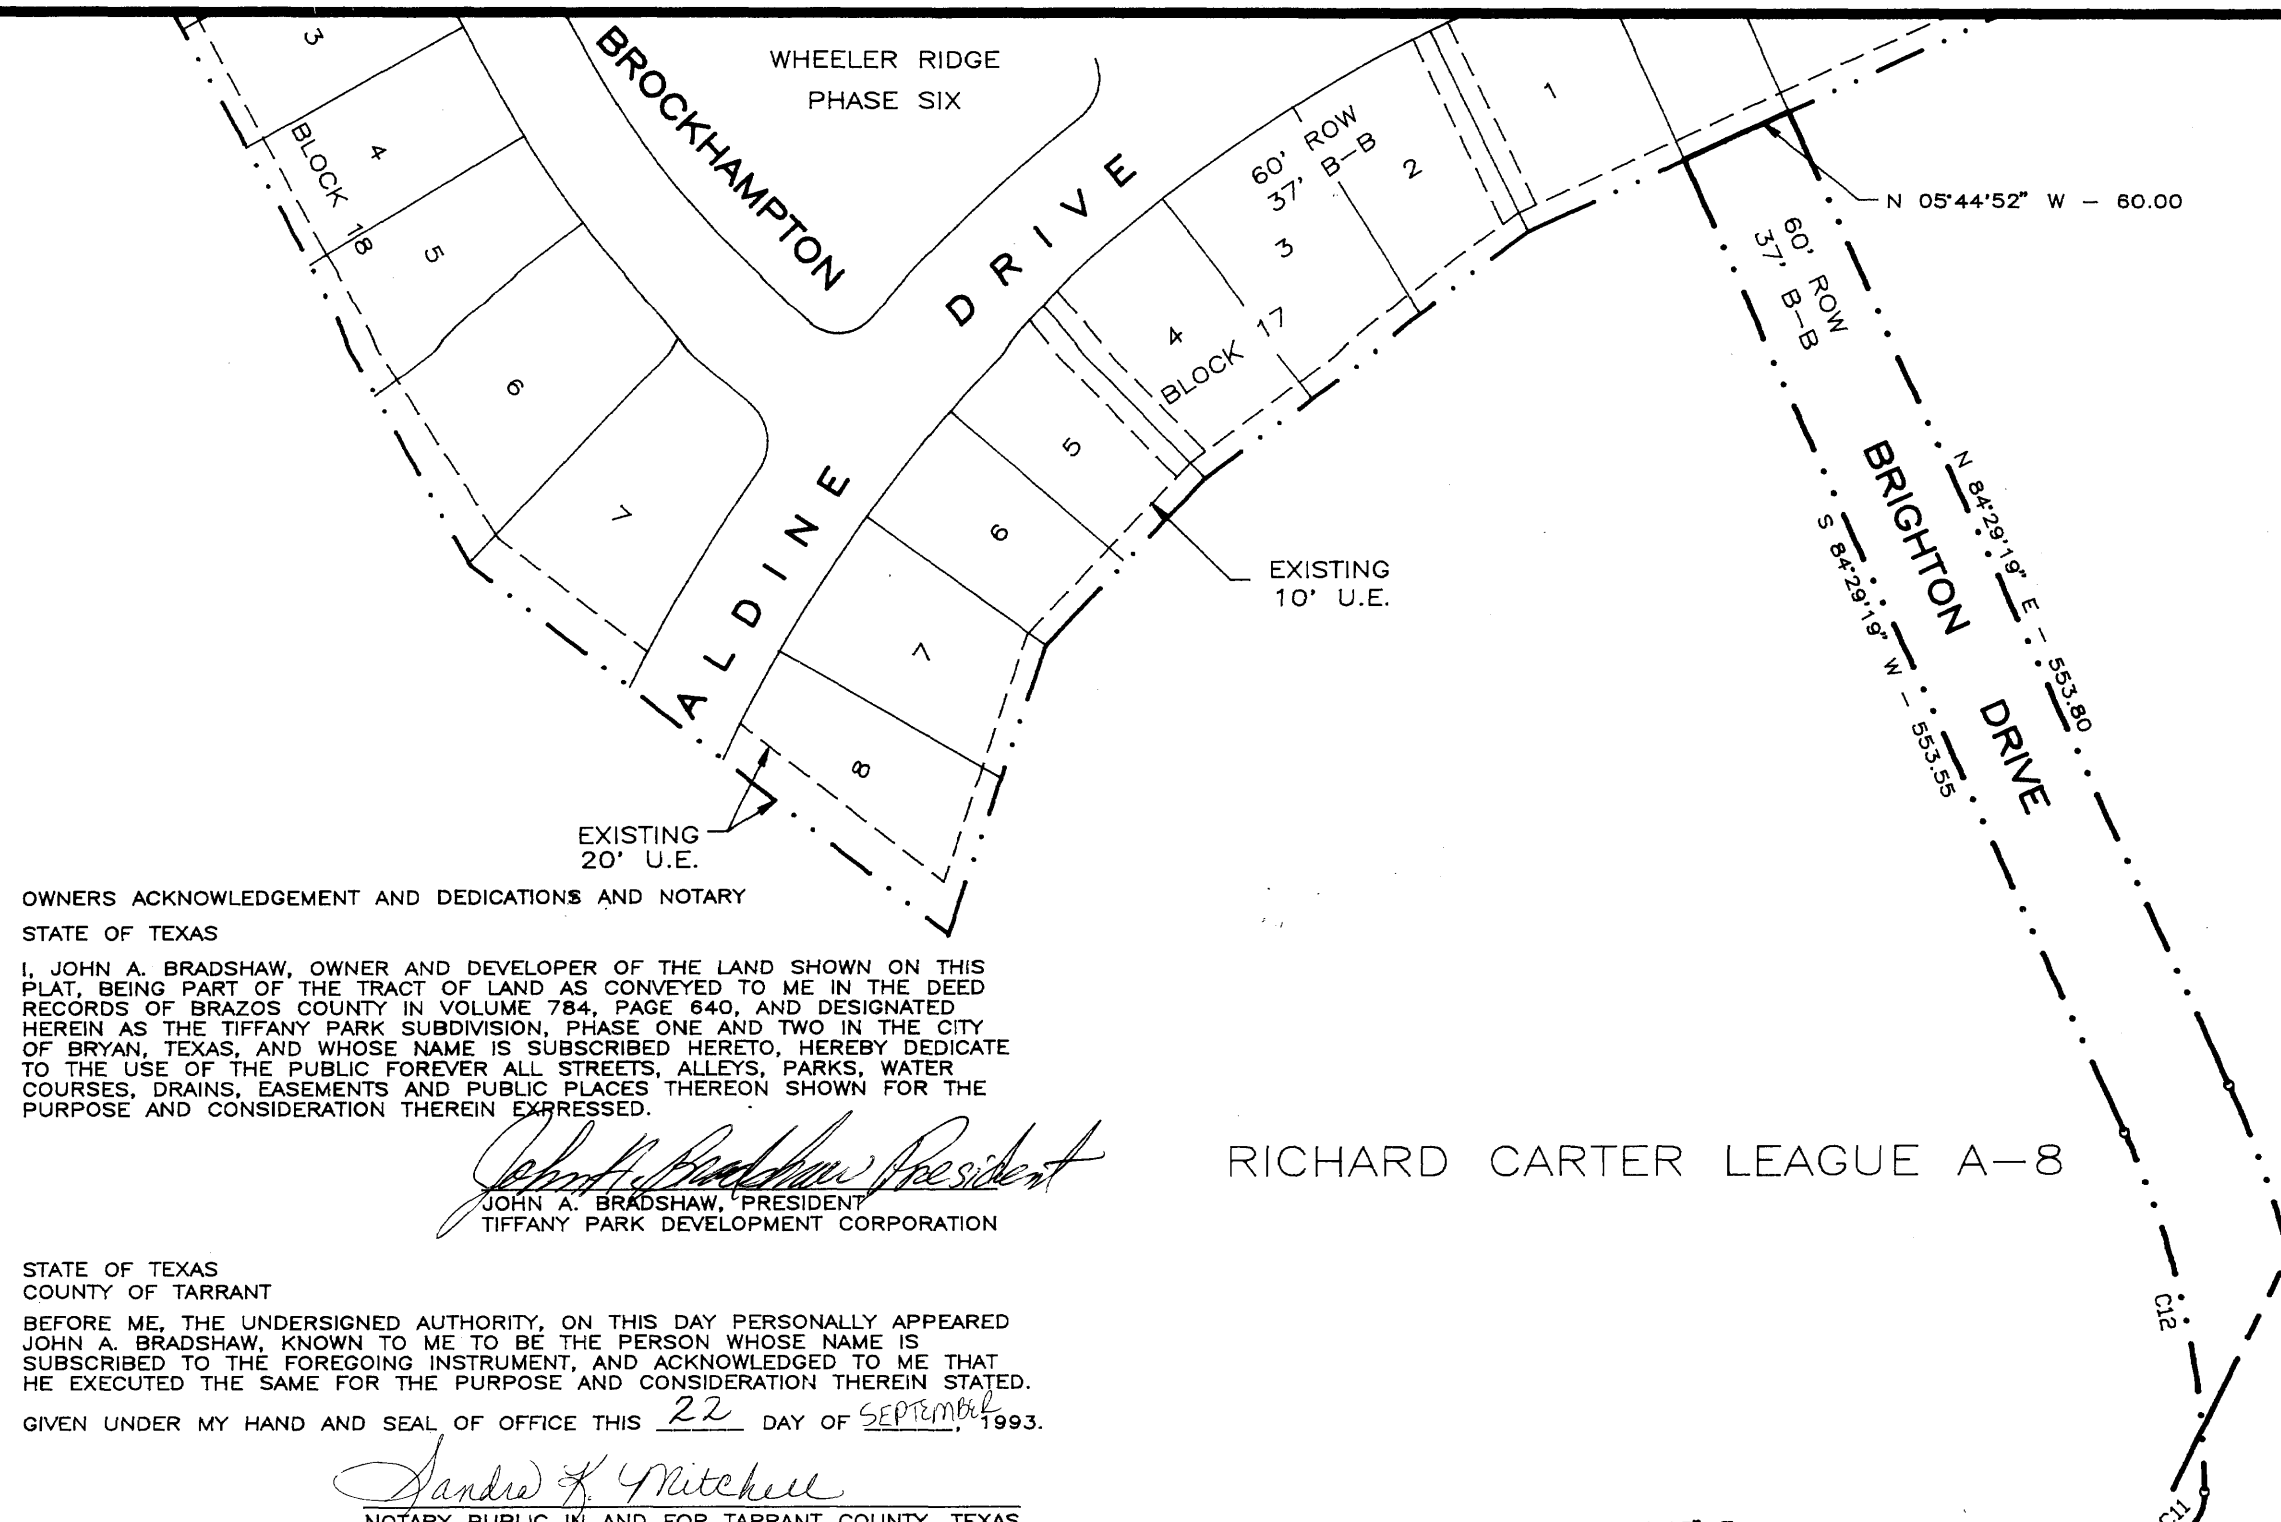 WHEELER RIDGE
PHASE SIX
BROCKHAMPTON
ALDINE DRIVE
60' ROW
37' B-B
BLOCK 18
3
4
5
6
7
BLOCK 17
1
2
3
4
5
6
7
8
EXISTING
10' U.E.
EXISTING
20' U.E.
N 05°44'52" W - 60.00
60' ROW
37' B-B
BRIGHTON DRIVE
N 84°29'19" E - 553.80
S 84°29'19" W - 553.55
C12
C11
RICHARD CARTER LEAGUE A-8
OWNERS ACKNOWLEDGEMENT AND DEDICATIONS AND NOTARY
STATE OF TEXAS
I, JOHN A. BRADSHAW, OWNER AND DEVELOPER OF THE LAND SHOWN ON THIS
PLAT, BEING PART OF THE TRACT OF LAND AS CONVEYED TO ME IN THE DEED
RECORDS OF BRAZOS COUNTY IN VOLUME 784, PAGE 640, AND DESIGNATED
HEREIN AS THE TIFFANY PARK SUBDIVISION, PHASE ONE AND TWO IN THE CITY
OF BRYAN, TEXAS, AND WHOSE NAME IS SUBSCRIBED HERETO, HEREBY DEDICATE
TO THE USE OF THE PUBLIC FOREVER ALL STREETS, ALLEYS, PARKS, WATER
COURSES, DRAINS, EASEMENTS AND PUBLIC PLACES THEREON SHOWN FOR THE
PURPOSE AND CONSIDERATION THEREIN EXPRESSED.
John A. Bradshaw President
JOHN A. BRADSHAW, PRESIDENT
TIFFANY PARK DEVELOPMENT CORPORATION
STATE OF TEXAS
COUNTY OF TARRANT
BEFORE ME, THE UNDERSIGNED AUTHORITY, ON THIS DAY PERSONALLY APPEARED
JOHN A. BRADSHAW, KNOWN TO ME TO BE THE PERSON WHOSE NAME IS
SUBSCRIBED TO THE FOREGOING INSTRUMENT, AND ACKNOWLEDGED TO ME THAT
HE EXECUTED THE SAME FOR THE PURPOSE AND CONSIDERATION THEREIN STATED.
GIVEN UNDER MY HAND AND SEAL OF OFFICE THIS 22 DAY OF SEPTEMBER, 1993.
Sandra K. Mitchell
NOTARY PUBLIC IN AND FOR TARRANT COUNTY, TEXAS